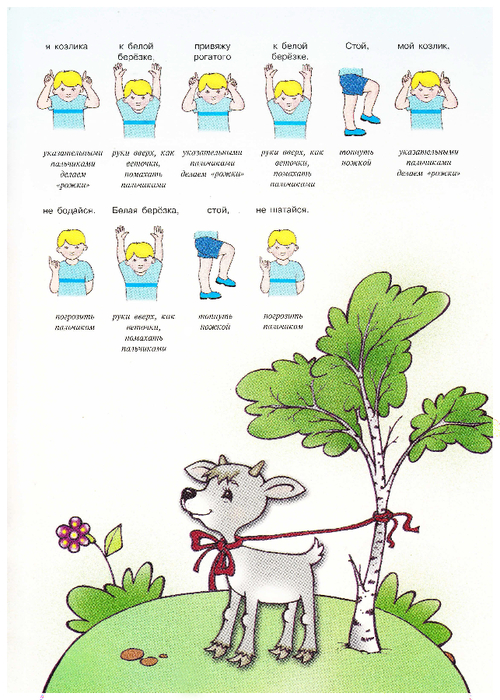 я козлика к белой привяжу к белой Стой, мой козлик,
берёзке, рогатого берёзке.
указательными руки вверх, как указательными руки вверх, как топнуть указательными
пальчиками веточки, пальчиками веточки, ножкой пальчиками
делаем помахать делаем «рожки» помахать делаем «рожки»
«рожки» пальчиками пальчиками
не бодайся. Белая берёзка, стой, не шатайся.
погрозить руки вверх, как топнуть погрозить
пальчиком веточки, ножкой пальчиком
помахать
пальчиками